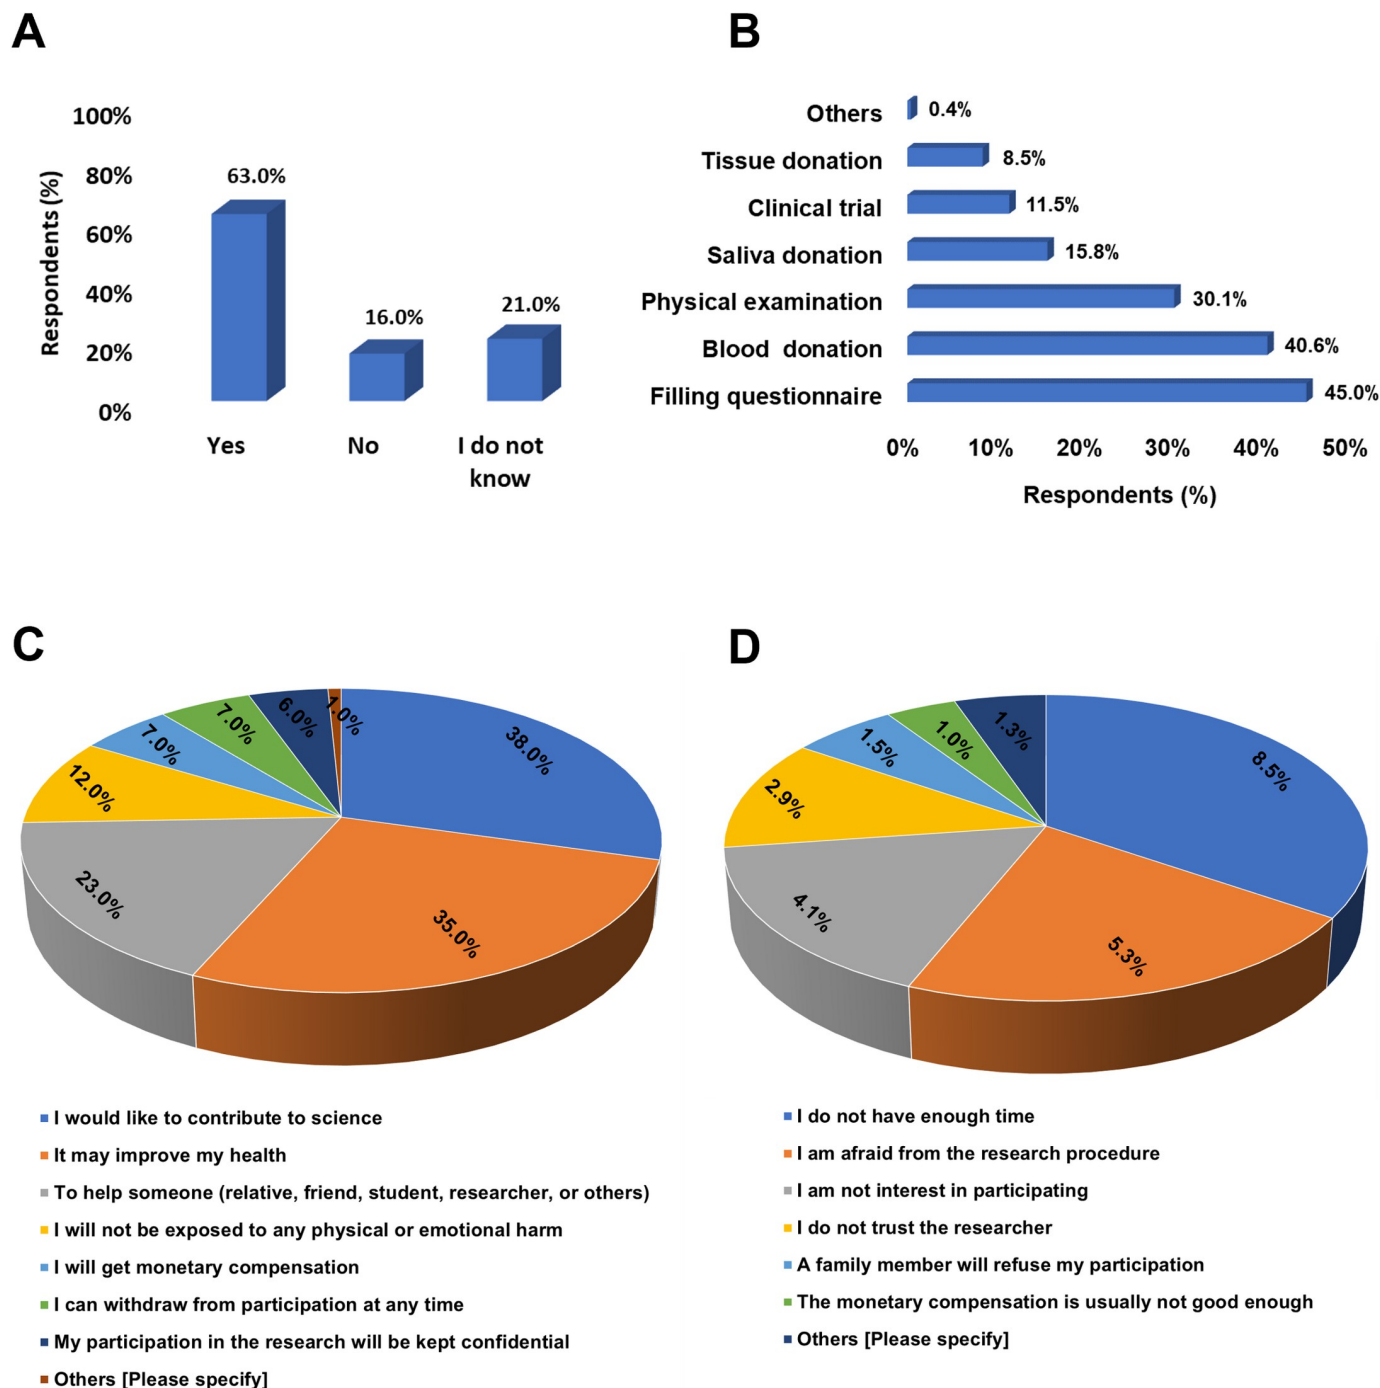 A
100%
80%
60%
40%
20%
0%
Respondents (%)
63.0%
16.0%
21.0%
Yes
No
I do not
know
B
Others
0.4%
Tissue donation
8.5%
Clinical trial
11.5%
Saliva donation
15.8%
Physical examination
30.1%
Blood donation
40.6%
Filling questionnaire
45.0%
0% 10% 20% 30% 40% 50%
Respondents (%)
C
38.0%
35.0%
23.0%
12.0%
7.0%
7.0%
6.0%
1.0%
I would like to contribute to science
It may improve my health
To help someone (relative, friend, student, researcher, or others)
I will not be exposed to any physical or emotional harm
I will get monetary compensation
I can withdraw from participation at any time
My participation in the research will be kept confidential
Others [Please specify]
D
8.5%
5.3%
4.1%
2.9%
1.5%
1.0%
1.3%
I do not have enough time
I am afraid from the research procedure
I am not interest in participating
I do not trust the researcher
A family member will refuse my participation
The monetary compensation is usually not good enough
Others [Please specify]